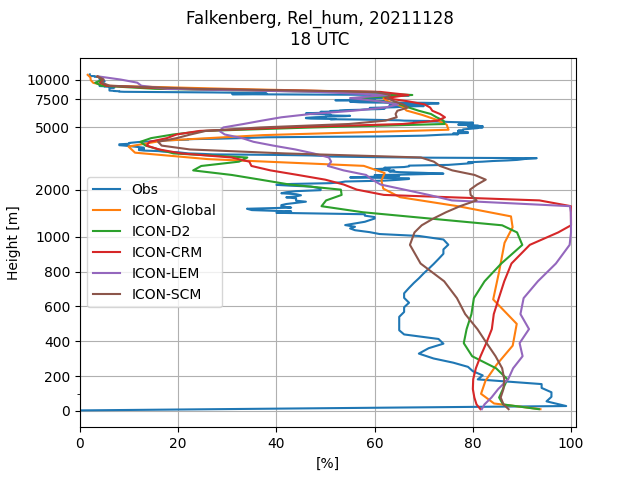 Falkenberg, Rel_hum, 20211128
18 UTC
Height [m]
10000
7500
5000
2000
1000
800
600
400
200
0
Obs
ICON-Global
ICON-D2
ICON-CRM
ICON-LEM
ICON-SCM
0 20 40 60 80 100
[%]